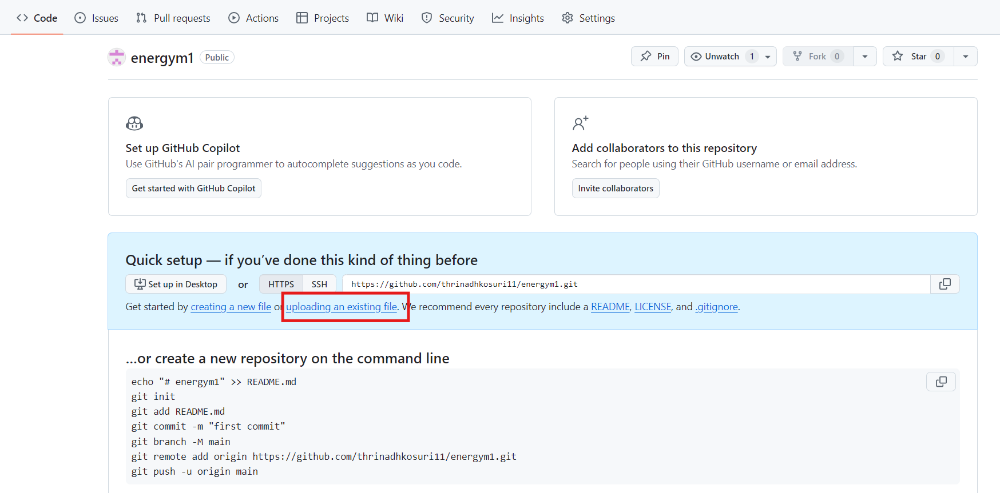 Code Issues Pull requests Actions Projects Wiki Security Insights Settings
energym1 Public Pin Unwatch 1 Fork 0 Star 0
Set up GitHub Copilot
Use GitHub's AI pair programmer to autocomplete suggestions as you code.
Get started with GitHub Copilot
Add collaborators to this repository
Search for people using their GitHub username or email address.
Invite collaborators
Quick setup — if you’ve done this kind of thing before
Set up in Desktop or HTTPS SSH https://github.com/thrinadhkosuri11/energym1.git
Get started by creating a new file or uploading an existing file. We recommend every repository include a README, LICENSE, and .gitignore.
…or create a new repository on the command line
echo "# energym1" >> README.md
git init
git add README.md
git commit -m "first commit"
git branch -M main
git remote add origin https://github.com/thrinadhkosuri11/energym1.git
git push -u origin main